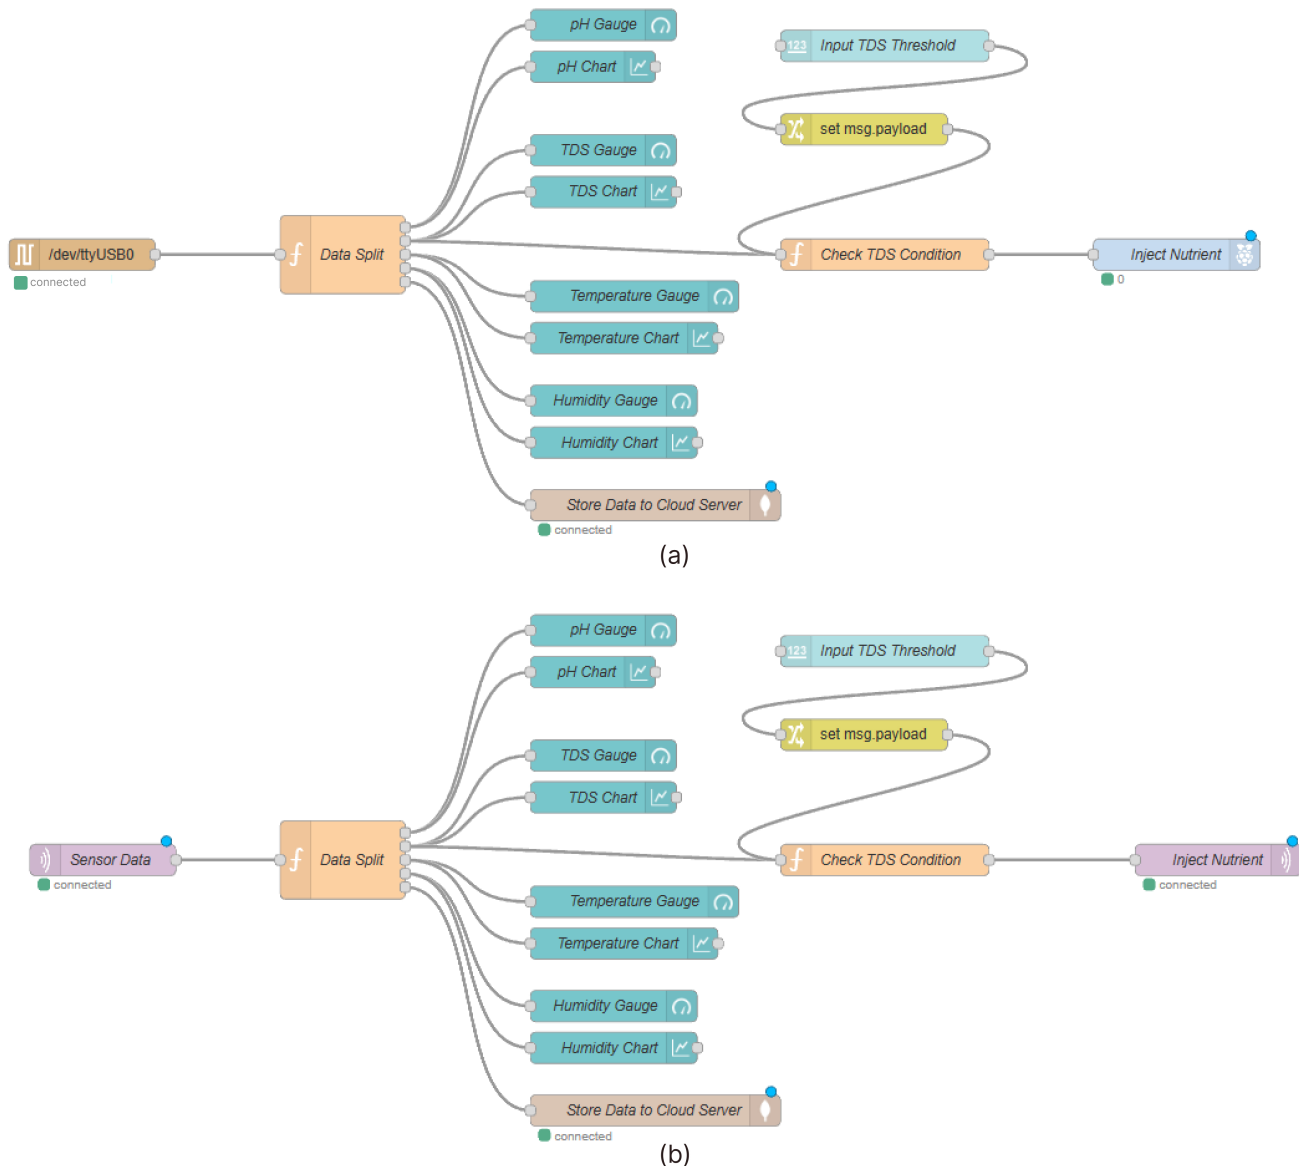 pH Gauge
pH Chart
123 Input TDS Threshold
set msg.payload
TDS Gauge
TDS Chart
/dev/ttyUSB0
connected
Data Split
Check TDS Condition
Inject Nutrient
0
Temperature Gauge
Temperature Chart
Humidity Gauge
Humidity Chart
Store Data to Cloud Server
connected
(a)
pH Gauge
pH Chart
123 Input TDS Threshold
set msg.payload
TDS Gauge
TDS Chart
Sensor Data
connected
Data Split
Check TDS Condition
Inject Nutrient
connected
Temperature Gauge
Temperature Chart
Humidity Gauge
Humidity Chart
Store Data to Cloud Server
connected
(b)